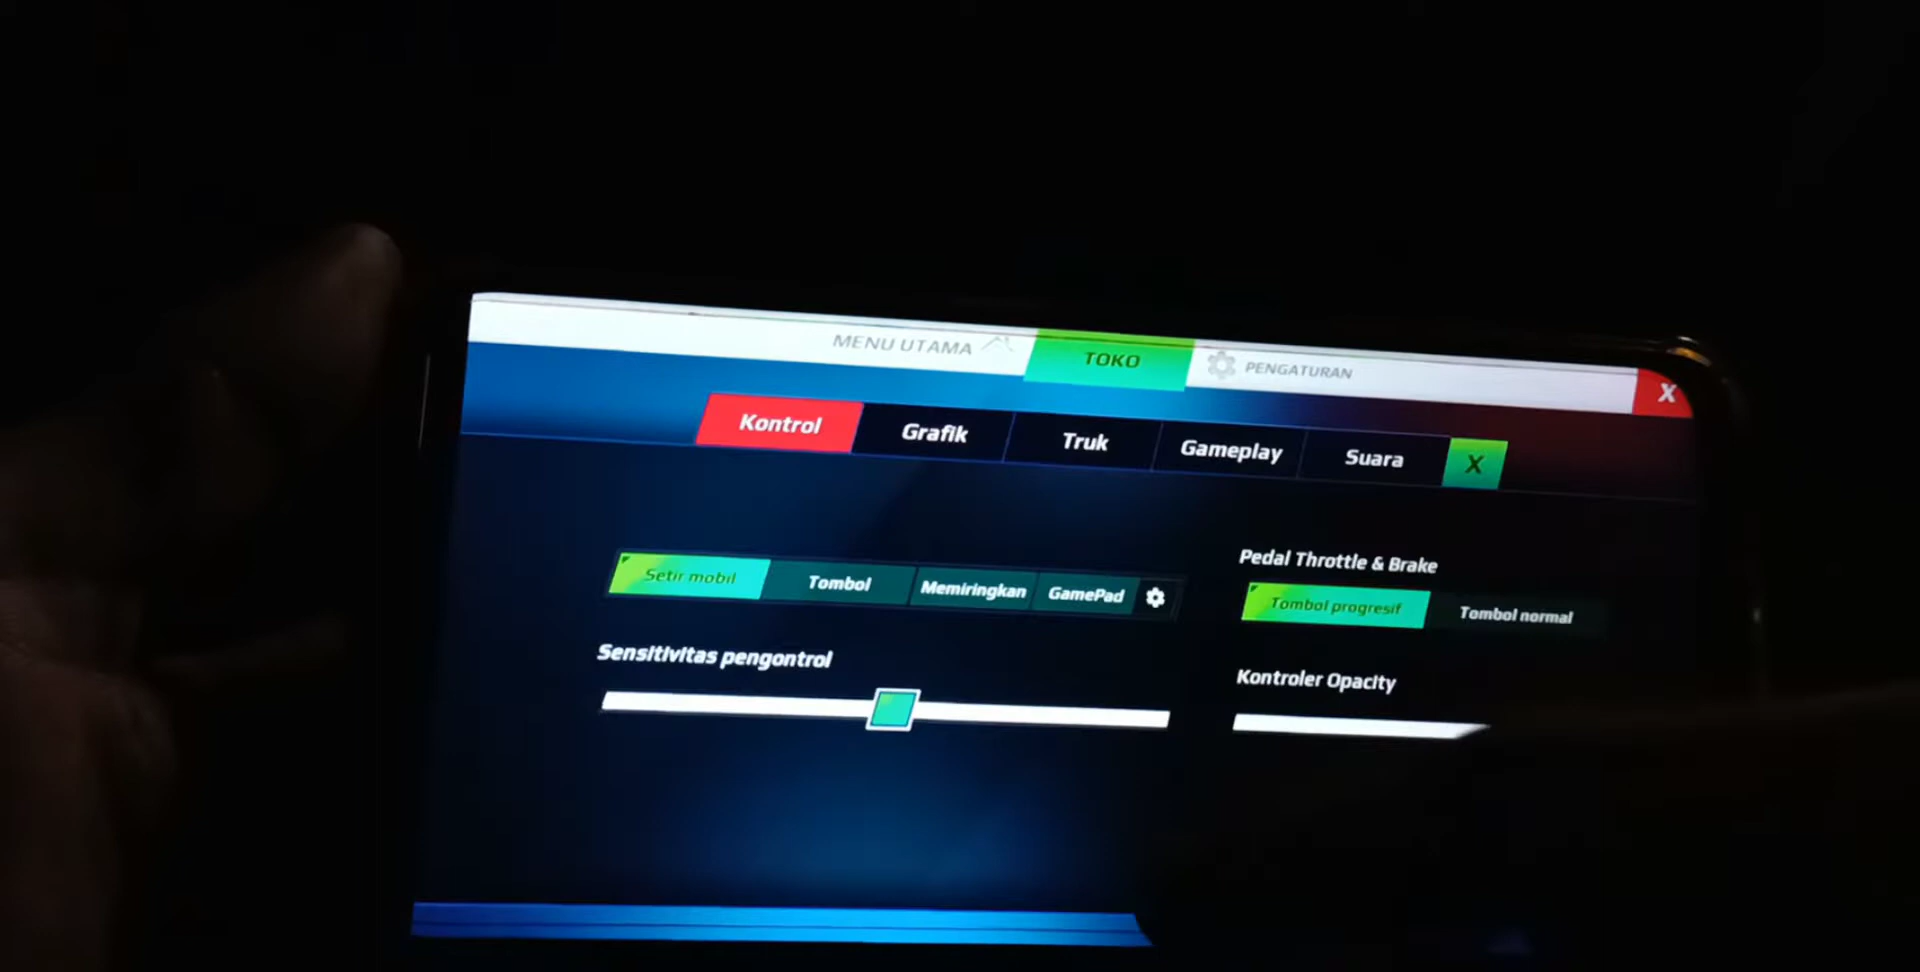 MENU UTAMA
TOKO
PENGATURAN
X
Kontrol
Grafik
Truk
Gameplay
Suara
X
Setir mobil
Tombol
Memiringkan
GamePad
Pedal Throttle & Brake
Tombol progresif
Tombol normal
Sensitivitas pengontrol
Kontroler Opacity